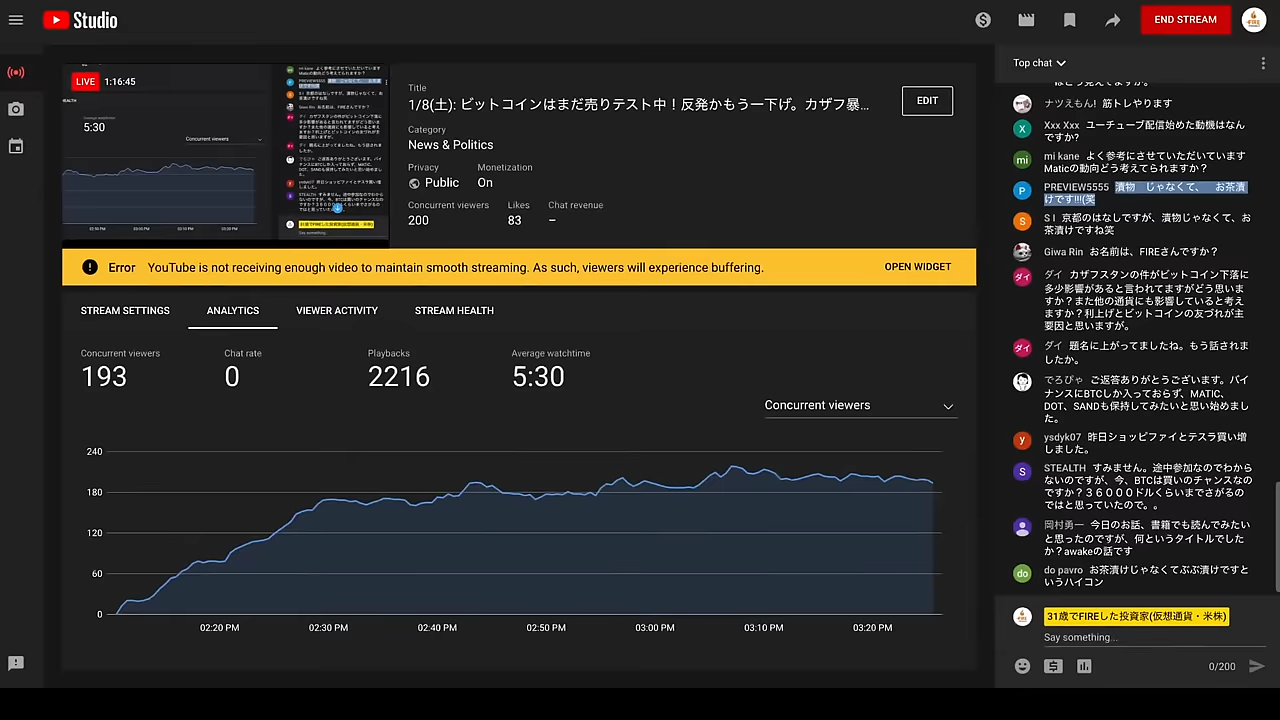 Studio
END STREAM
LIVE 1:16:45
5:30
Concurrent viewers
Title
1/8(土): ビットコインはまだ売りテスト中！反発かもう一下げ。カザフ暴…
EDIT
Category
News & Politics
Privacy
Monetization
Public
On
Concurrent viewers
Likes
Chat revenue
200
83
–
Error YouTube is not receiving enough video to maintain smooth streaming. As such, viewers will experience buffering.
OPEN WIDGET
STREAM SETTINGS
ANALYTICS
VIEWER ACTIVITY
STREAM HEALTH
Concurrent viewers
Chat rate
Playbacks
Average watchtime
193
0
2216
5:30
Concurrent viewers
240
180
120
60
0
02:20 PM
02:30 PM
02:40 PM
02:50 PM
03:00 PM
03:10 PM
03:20 PM
Top chat
ナツえもん! 筋トレやります
Xxx Xxx ユーチューブ配信始めた動機はなん
ですか?
mi kane よく参考にさせていただいています
Maticの動向どう考えてられますか？
PREVIEW5555 漬物　じゃなくて、　お茶漬
けです!!!(笑
S I 京都のはなしですが、漬物じゃなくて、お
茶漬けですね笑
Giwa Rin お名前は、FIREさんですか？
ダイ カザフスタンの件がビットコイン下落に
多少影響があると言われてますがどう思いま
すか？また他の通貨にも影響していると考え
ますか？利上げとビットコインの友づれが主
要因と思いますが。
ダイ 題名に上がってましたね。もう話されま
したか。
でろぴゃ ご返答ありがとうございます。バイ
ナンスにBTCしか入っておらず、MATIC、
DOT、SANDも保持してみたいと思い始めまし
た。
ysdyk07 昨日ショッピファイとテスラ買い増
しました。
STEALTH すみません。途中参加なのでわから
ないのですが、今、BTCは買いのチャンスなの
ですか？３６０００ドルくらいまでさがるので
はと思っていたので。。
岡村勇一 今日のお話、書籍でも読んでみたい
と思ったのですが、何というタイトルでした
か？awakeの話です
do pavro お茶漬けじゃなくてぶぶ漬けですと
いうハイコン
31歳でFIREした投資家(仮想通貨・米株)
Say something...
0/200